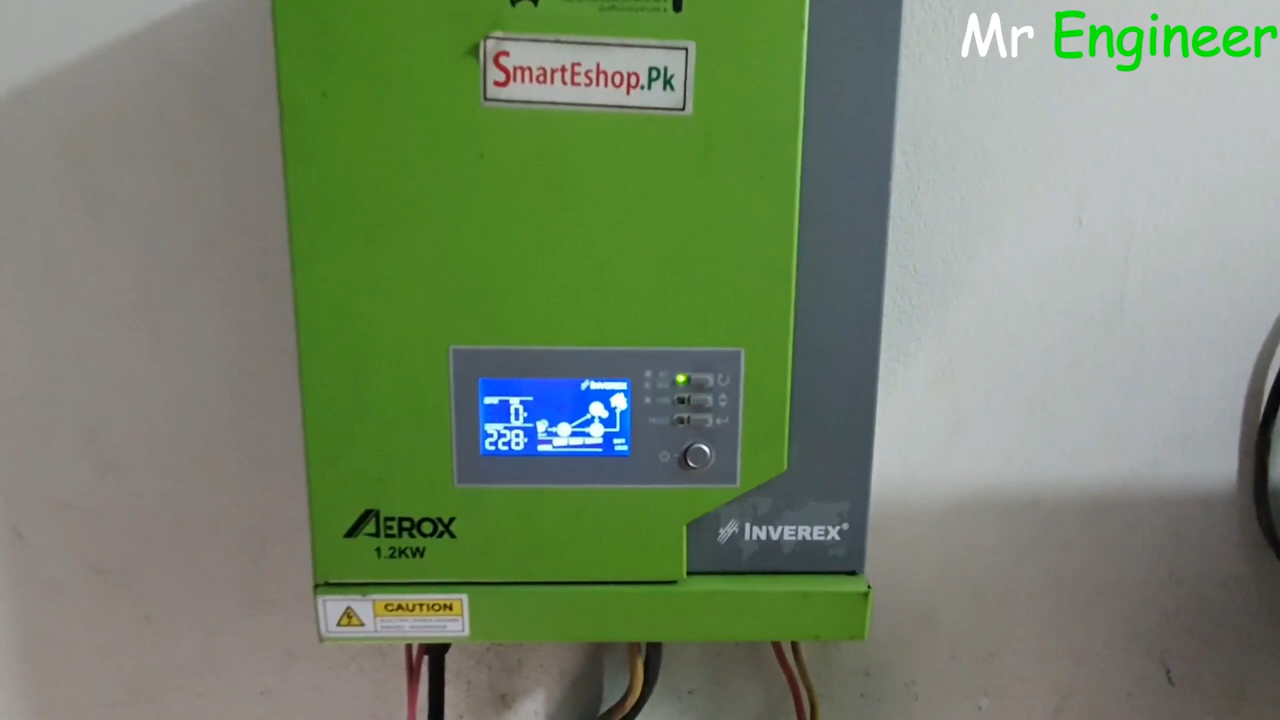 Mr Engineer
SmartEshop.Pk
INVEREX
0
228
AEROX
1.2KW
INVEREX®
CAUTION